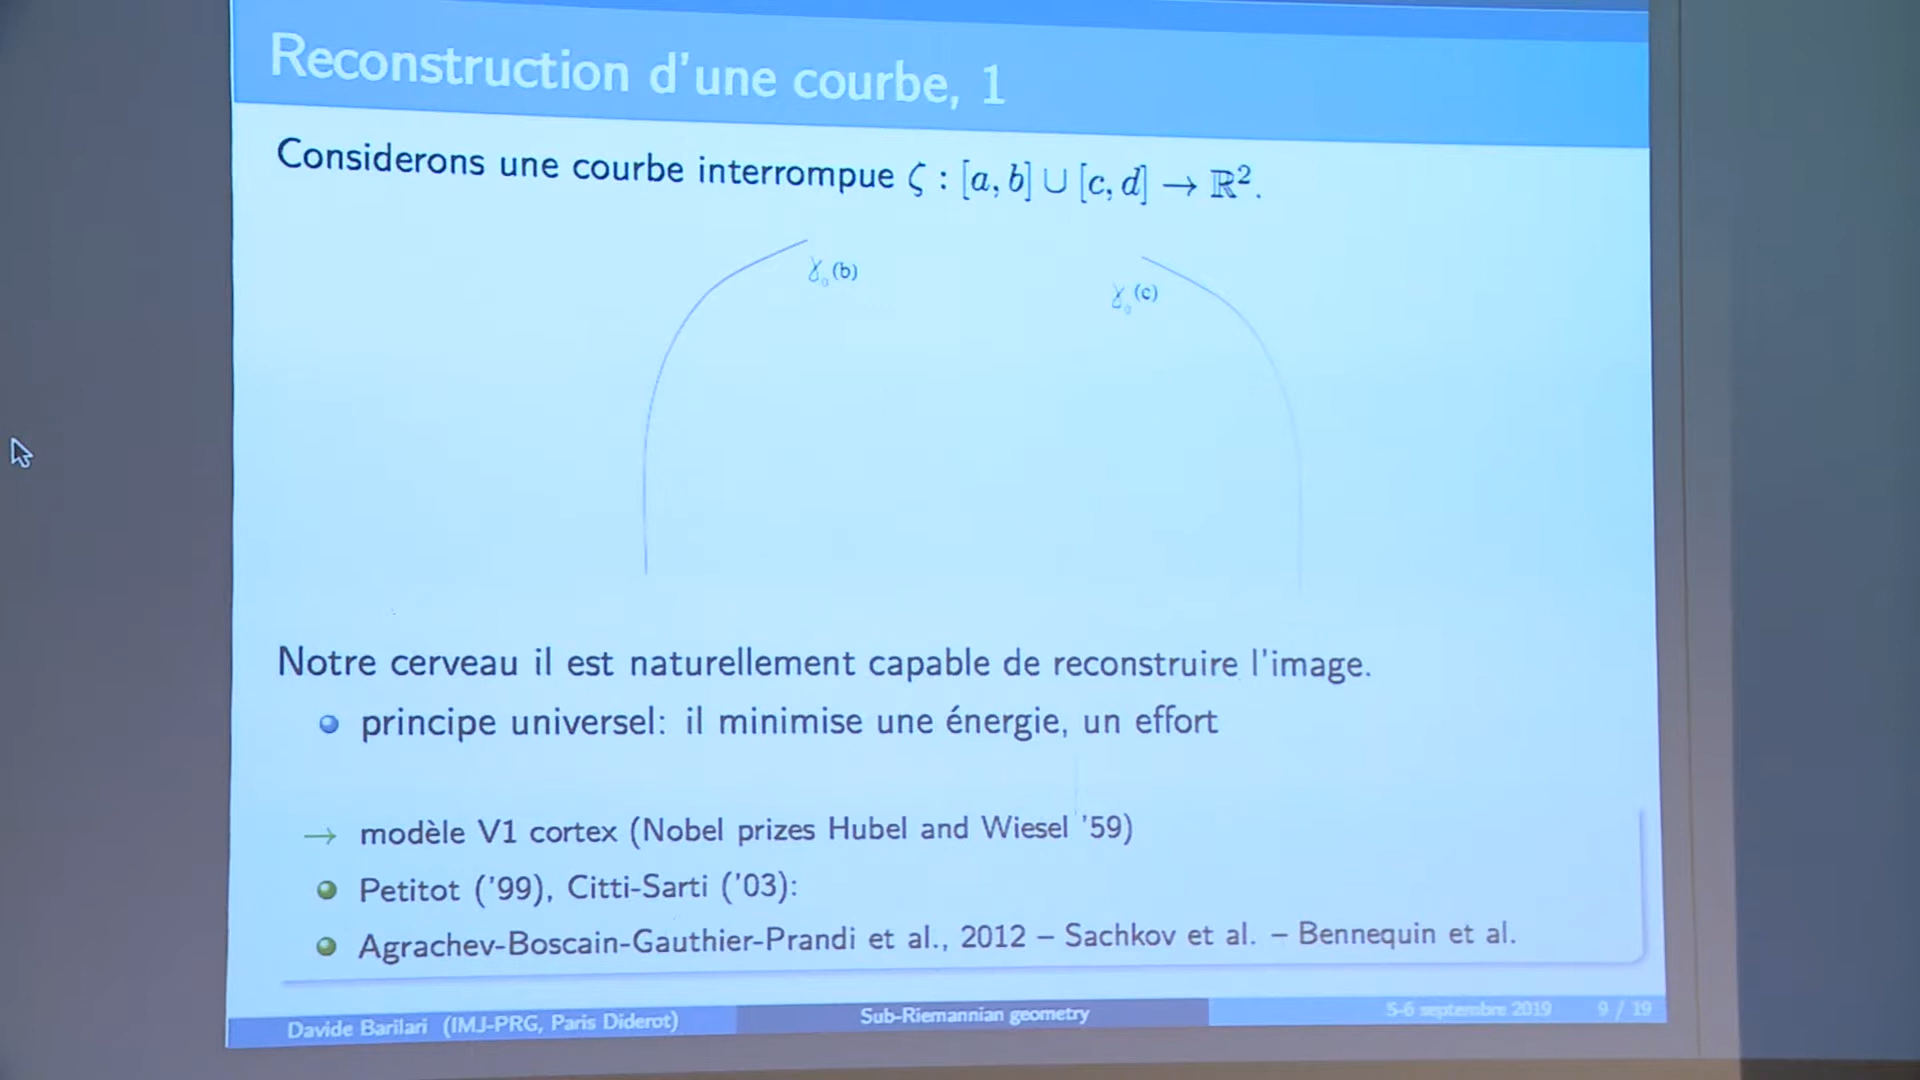 Reconstruction d'une courbe, 1
Considerons une courbe interrompue ζ : [a, b] ∪ [c, d] → ℝ².
γ₀(b)
γ₀(c)
Notre cerveau il est naturellement capable de reconstruire l'image.
principe universel: il minimise une énergie, un effort
→ modèle V1 cortex (Nobel prizes Hubel and Wiesel '59)
Petitot ('99), Citti-Sarti ('03):
Agrachev-Boscain-Gauthier-Prandi et al., 2012 – Sachkov et al. – Bennequin et al.
Davide Barilari (IMJ-PRG, Paris Diderot) Sub-Riemannian geometry 5-6 septembre 2019 9 / 19